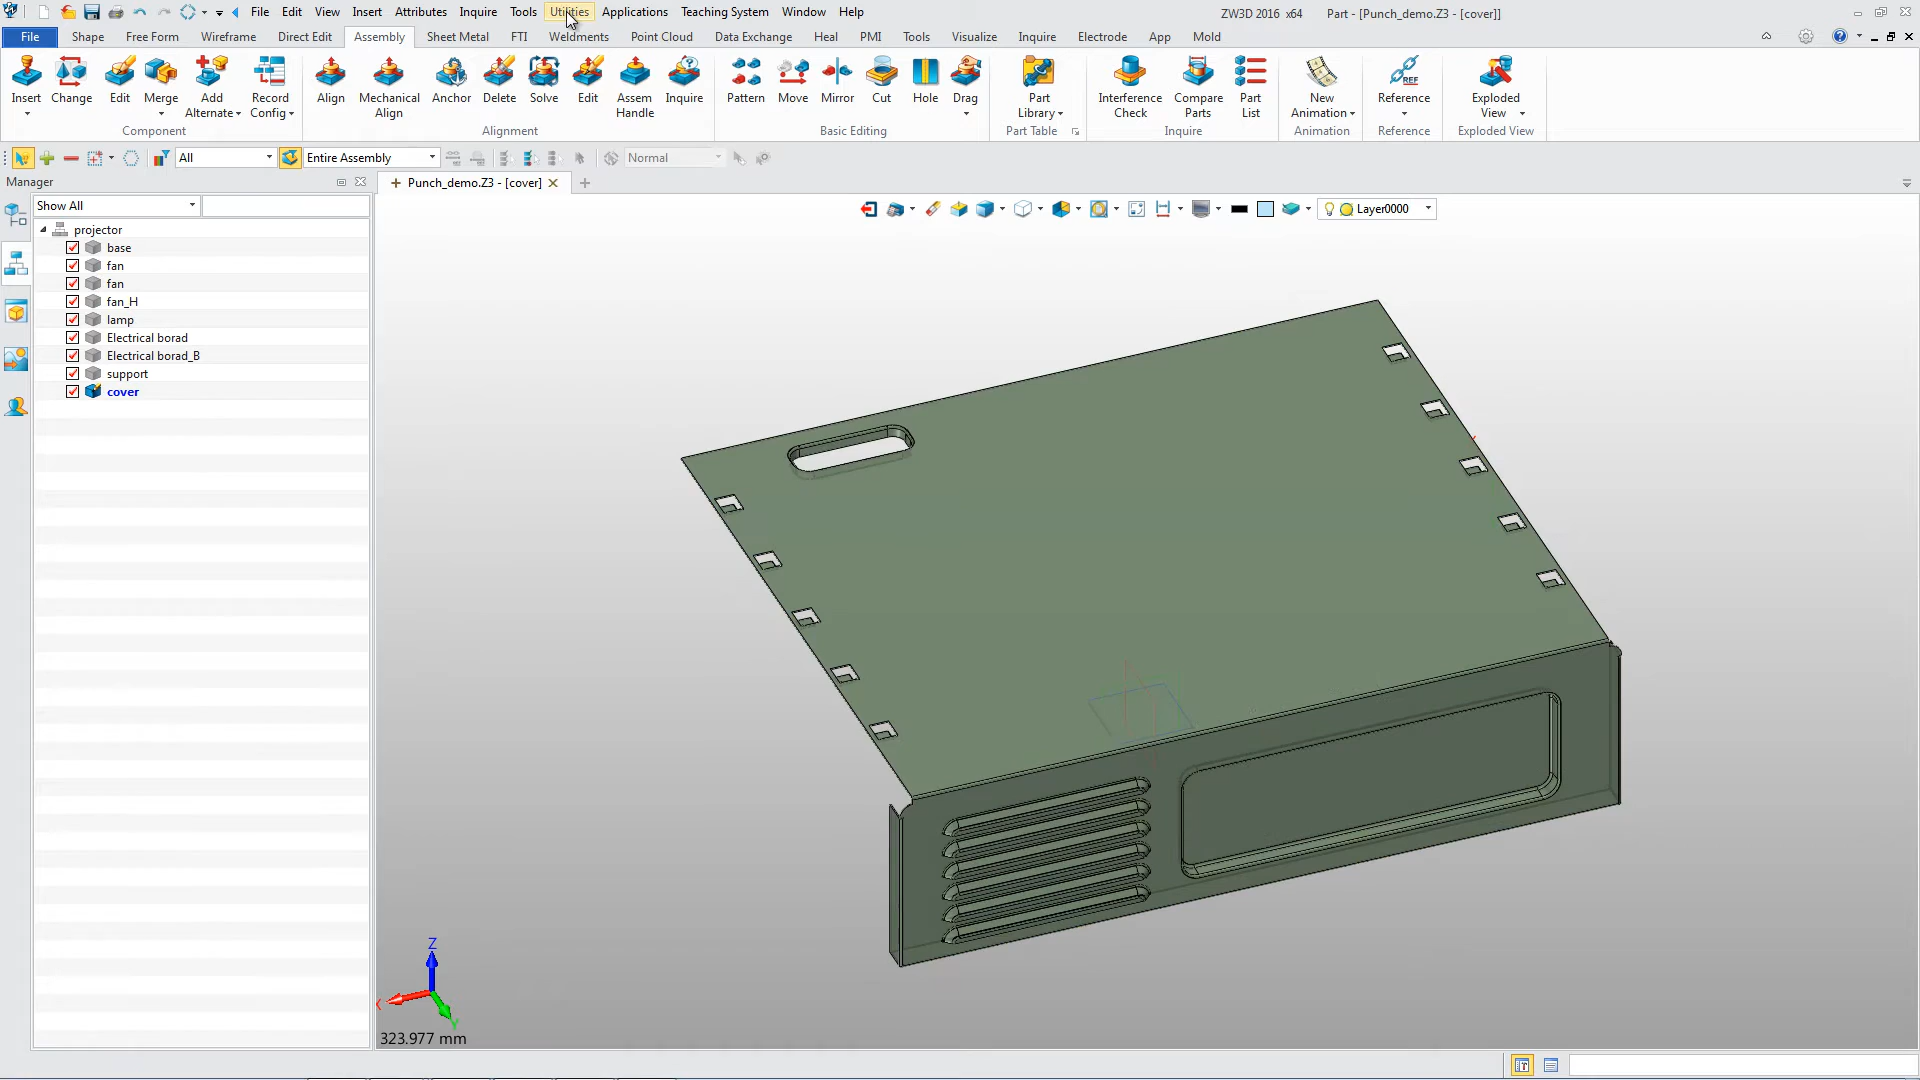 File Edit View Insert Attributes Inquire Tools Utilities Applications Teaching System Window Help ZW3D 2016 x64 Part - [Punch_demo.Z3 - [cover]]
File Shape Free Form Wireframe Direct Edit Assembly Sheet Metal FTI Weldments Point Cloud Data Exchange Heal PMI Tools Visualize Inquire Electrode App Mold
Insert Change Edit Merge Add Alternate Record Config Align Mechanical Align Anchor Delete Solve Edit Assem Handle Inquire Pattern Move Mirror Cut Hole Drag Part Library Interference Check Compare Parts Part List New Animation Reference Exploded View
REF
Component Alignment Basic Editing Part Table Inquire Animation Reference Exploded View
All Entire Assembly Normal
Manager Punch_demo.Z3 - [cover]
Show All Layer0000
projector
base
fan
fan
fan_H
lamp
Electrical borad
Electrical borad_B
support
cover
Z
X
Y
323.977 mm